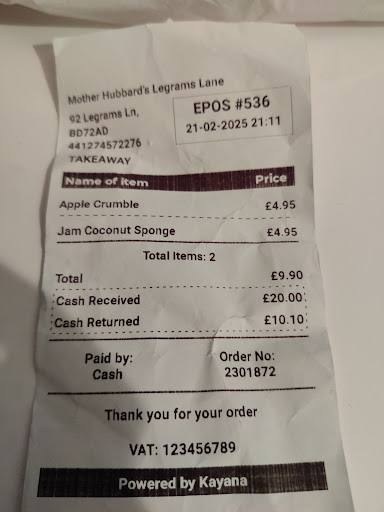 Mother Hubbard's Legrams Lane
92 Legrams Ln,
BD72AD
441274572276
TAKEAWAY
EPOS #536
21-02-2025 21:11
Name of item Price
Apple Crumble £4.95
Jam Coconut Sponge £4.95
Total Items: 2
Total £9.90
Cash Received £20.00
Cash Returned £10.10
Paid by: Order No:
Cash 2301872
Thank you for your order
VAT: 123456789
Powered by Kayana